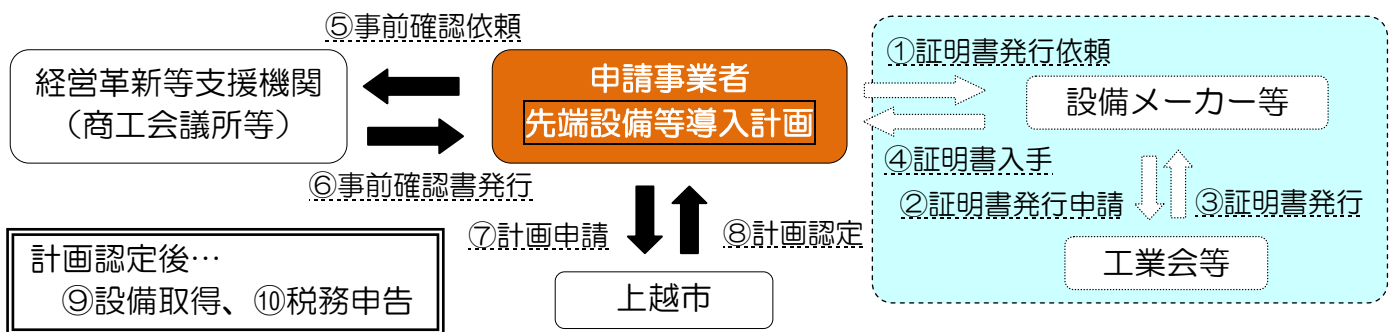 ⑤事前確認依頼
経営革新等支援機関
（商工会議所等）
申請事業者
先端設備等導入計画
①証明書発行依頼
設備メーカー等
④証明書入手
②証明書発行申請
③証明書発行
工業会等
⑥事前確認書発行
⑦計画申請
⑧計画認定
上越市
計画認定後…
⑨設備取得、⑩税務申告